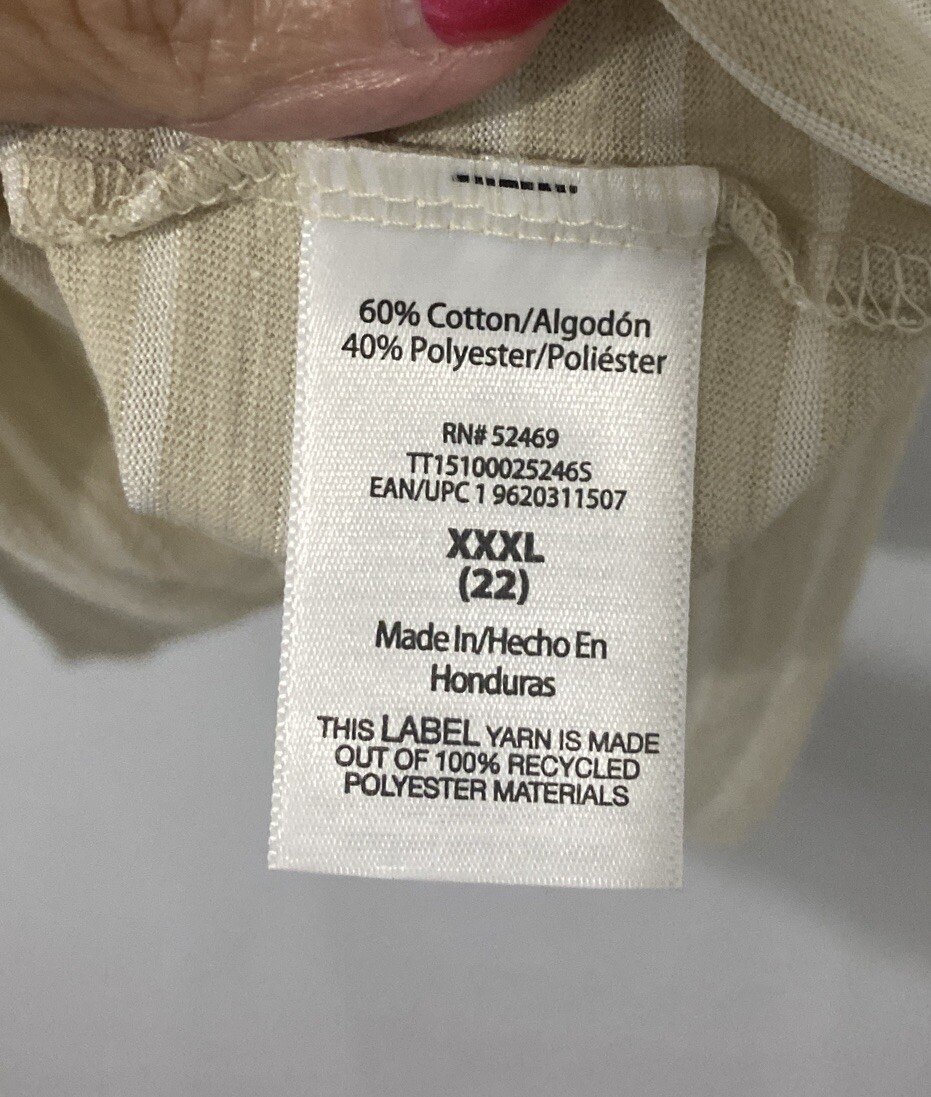 60% Cotton/Algodón
40% Polyester/Poliéster
RN# 52469
TT15100025246S
EAN/UPC 1 9620311507
XXXL
(22)
Made In/Hecho En
Honduras
THIS LABEL YARN IS MADE
OUT OF 100% RECYCLED
POLYESTER MATERIALS